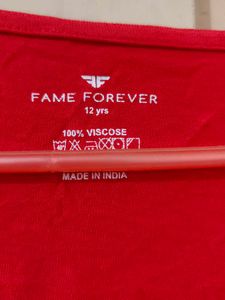 FAME FOREVER
12 yrs
100% VISCOSE
MADE IN INDIA